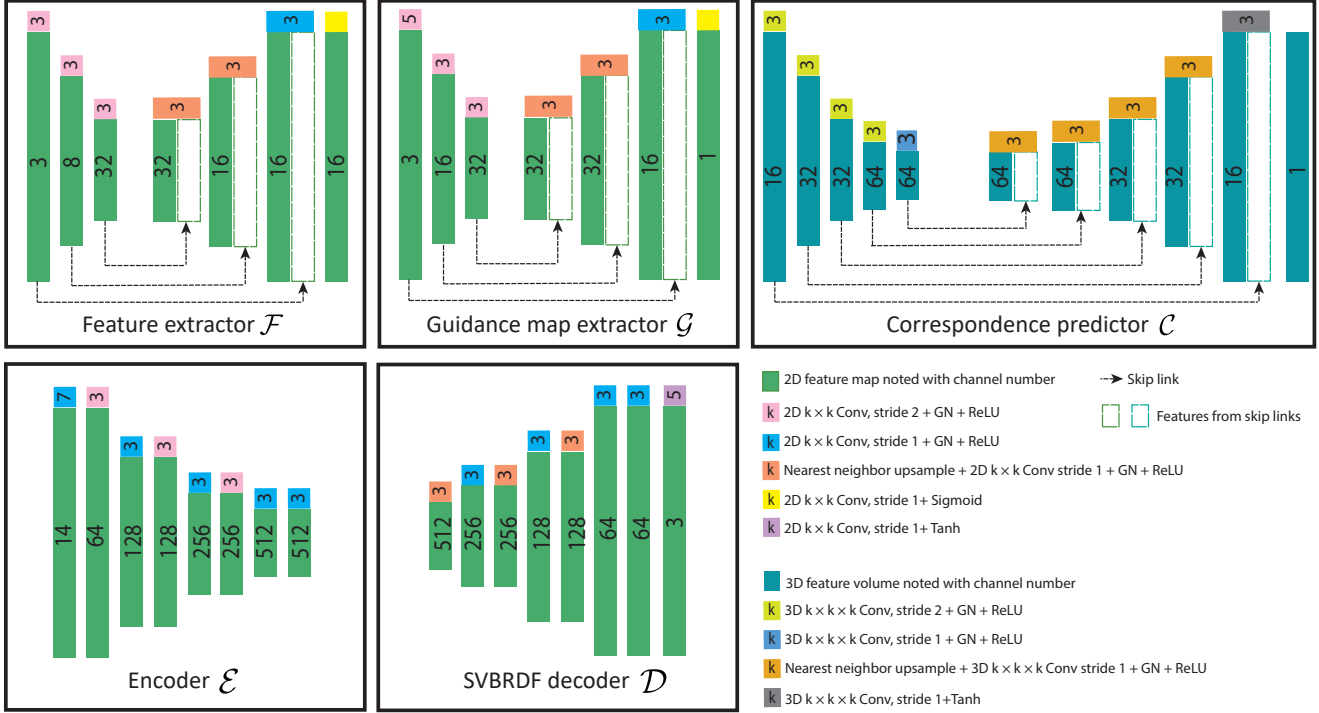 3 3 3 3 3 3
3 8 32 32 16 16 16
Feature extractor F
5 3 3 3 3 3
3 16 32 32 32 16 1
Guidance map extractor G
3 3 3 3 3 3 3 3 3 3
16 32 32 64 64 64 64 32 32 16 1
Correspondence predictor C
7 3 3 3 3 3 3 3
14 64 128 128 256 256 512 512
Encoder E
3 3 3 3 3 3 3 5
512 256 256 128 128 64 64 3
SVBRDF decoder D
2D feature map noted with channel number
Skip link
k 2D k × k Conv, stride 2 + GN + ReLU
Features from skip links
k 2D k × k Conv, stride 1 + GN + ReLU
k Nearest neighbor upsample + 2D k × k Conv stride 1 + GN + ReLU
k 2D k × k Conv, stride 1+ Sigmoid
k 2D k × k Conv, stride 1+ Tanh
3D feature volume noted with channel number
k 3D k × k × k Conv, stride 2 + GN + ReLU
k 3D k × k × k Conv, stride 1 + GN + ReLU
k Nearest neighbor upsample + 3D k × k × k Conv stride 1 + GN + ReLU
k 3D k × k × k Conv, stride 1+Tanh